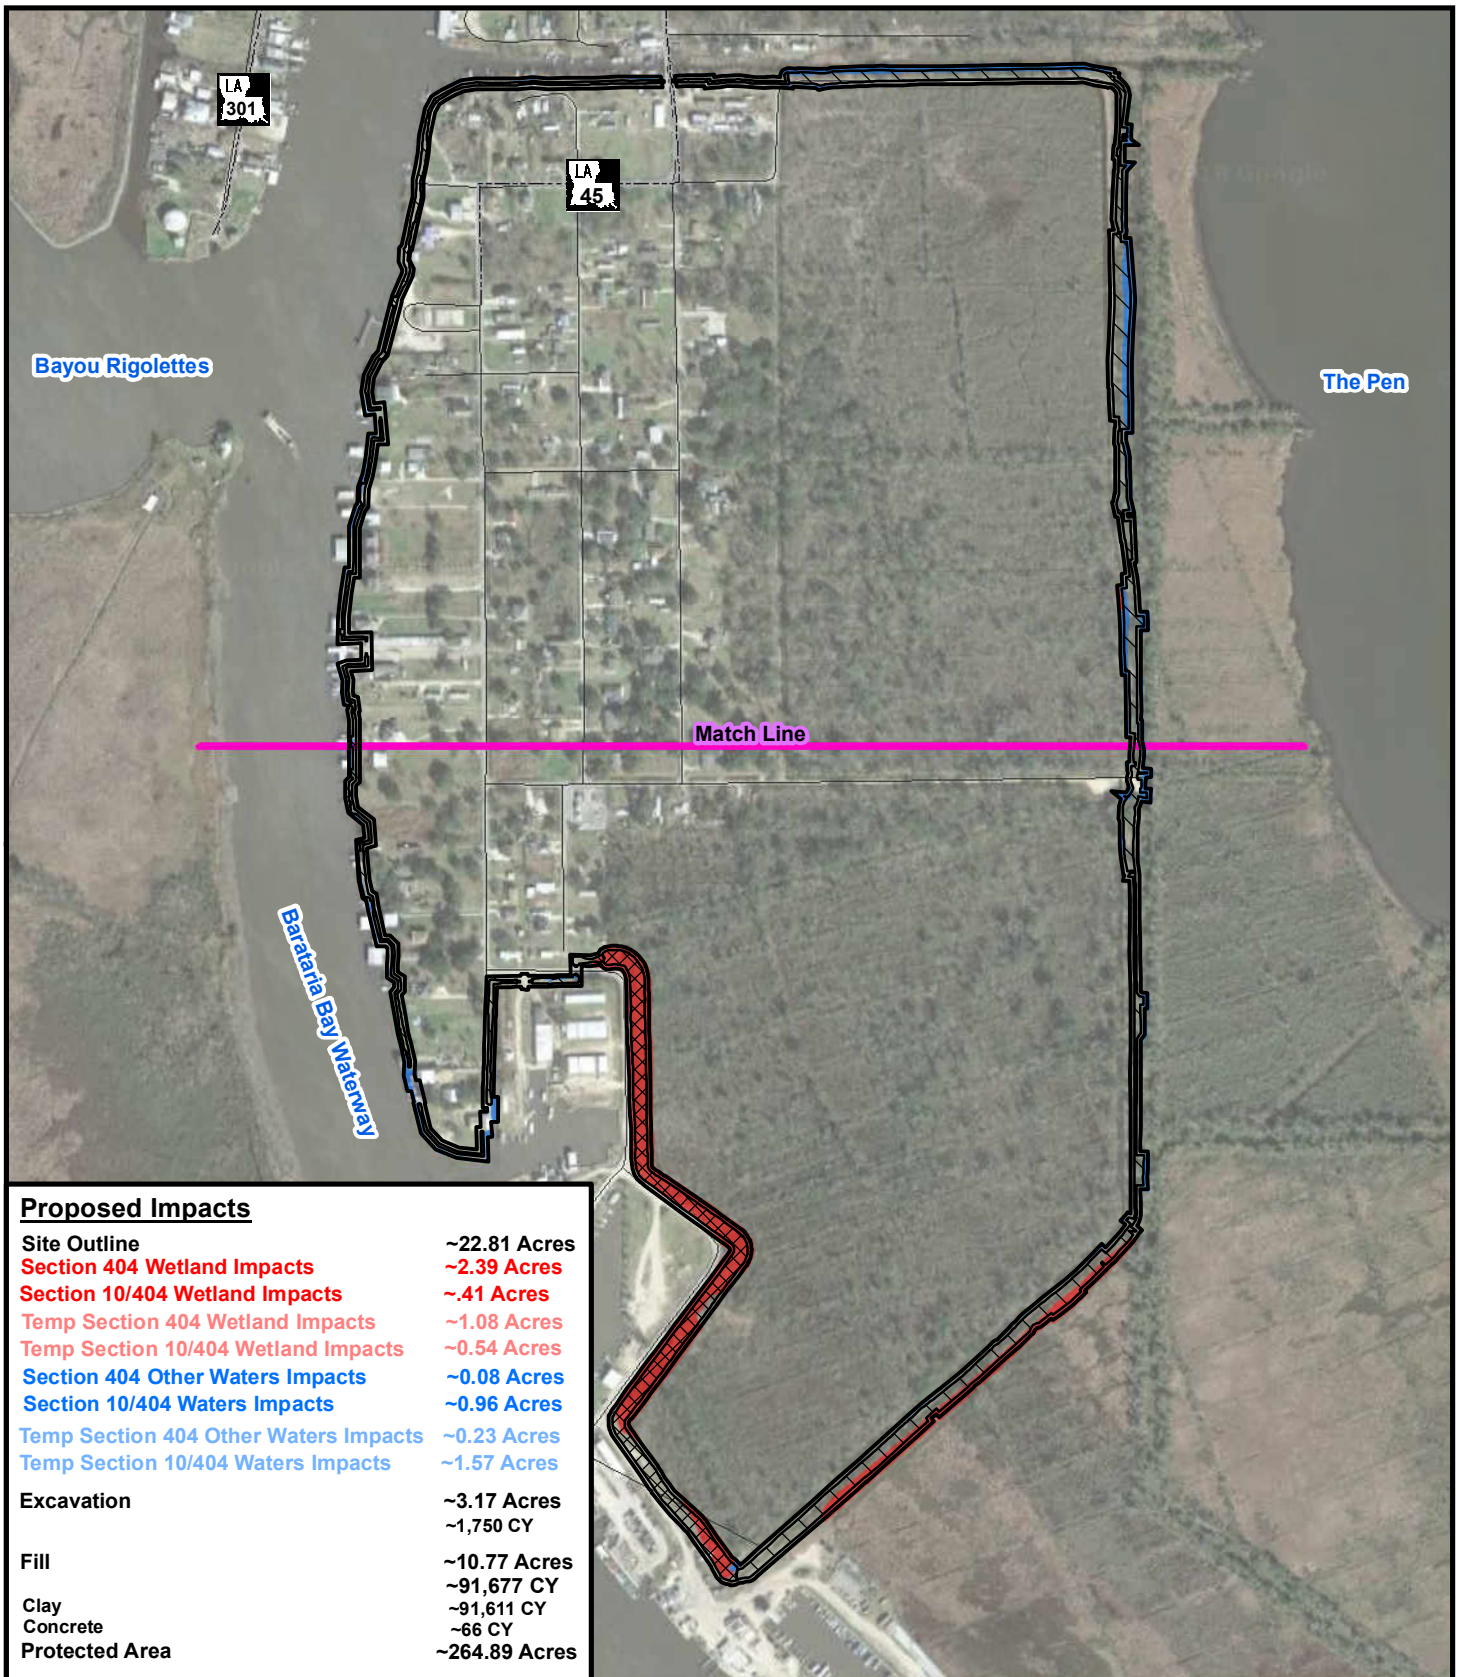 LA
301
LA
45
Bayou Rigolettes
The Pen
Match Line
Barataria Bay Waterway
Proposed Impacts
Site Outline ~22.81 Acres
Section 404 Wetland Impacts ~2.39 Acres
Section 10/404 Wetland Impacts ~.41 Acres
Temp Section 404 Wetland Impacts ~1.08 Acres
Temp Section 10/404 Wetland Impacts ~0.54 Acres
Section 404 Other Waters Impacts ~0.08 Acres
Section 10/404 Waters Impacts ~0.96 Acres
Temp Section 404 Other Waters Impacts ~0.23 Acres
Temp Section 10/404 Waters Impacts ~1.57 Acres
Excavation ~3.17 Acres
~1,750 CY
Fill ~10.77 Acres
~91,677 CY
Clay ~91,611 CY
Concrete ~66 CY
Protected Area ~264.89 Acres